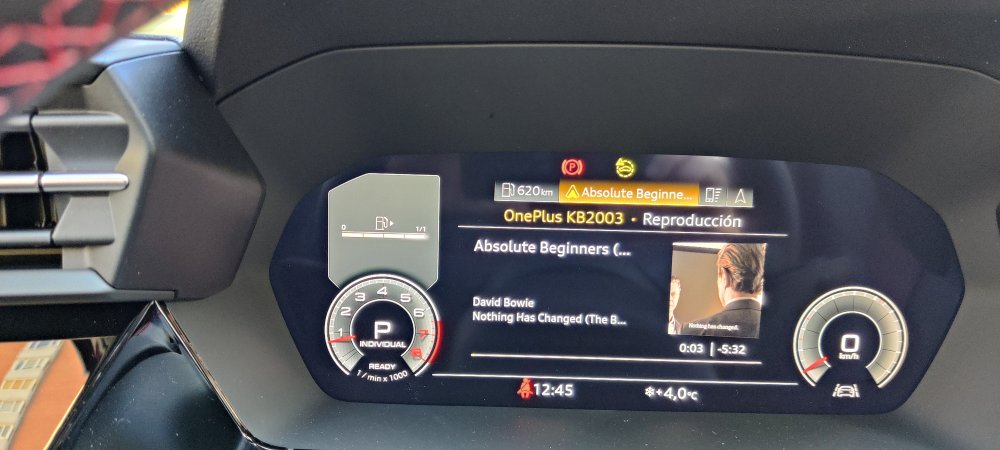 P
620 km
Absolute Beginne...
OnePlus KB2003 • Reproducción
0
1/1
Absolute Beginners (...
David Bowie
Nothing Has Changed (The B...
Nothing has changed.
0:03 | -5:32
1
2
3
4
5
6
7
8
P
INDIVIDUAL
READY
1 / min x 1000
0
km/h
12:45
+4,0°C